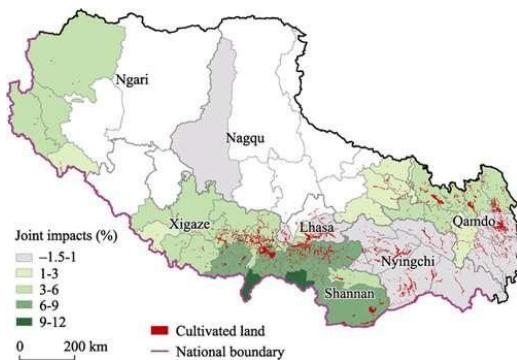 Ngari
Nagqu
Xigaze
Lhasa
Qamdo
Nyingchi
Shannan
Joint impacts (%)
−1.5-1
1-3
3-6
6-9
9-12
Cultivated land
National boundary
0 200 km